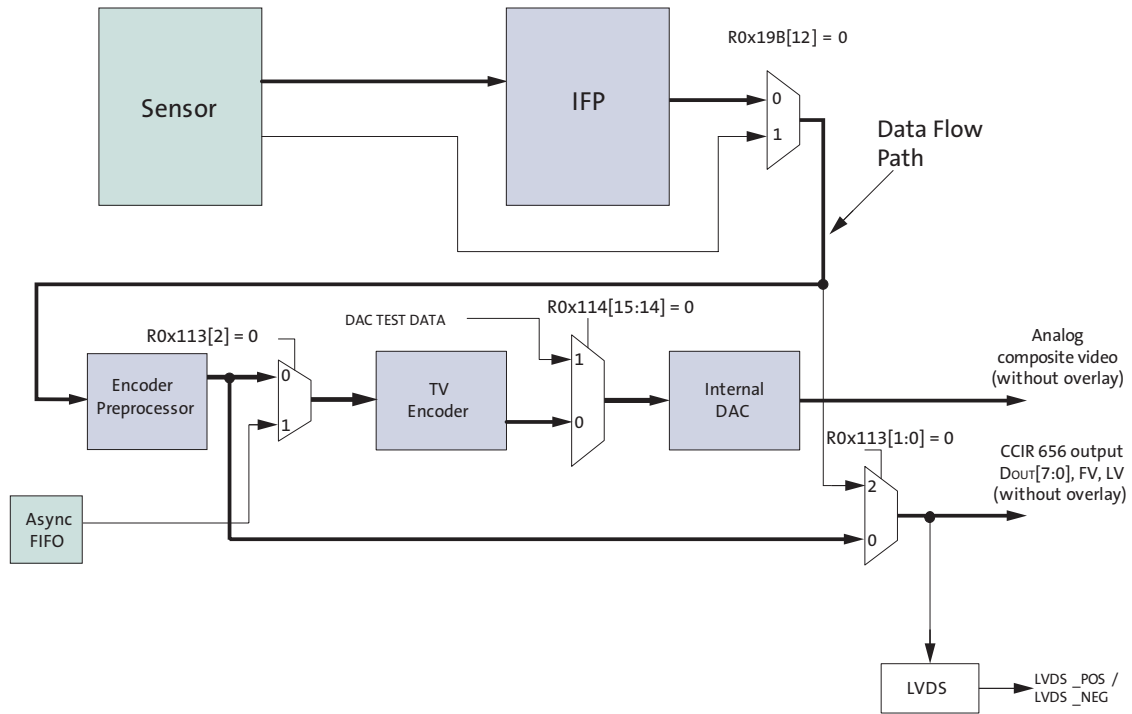 R0x19B[12] = 0
Sensor
IFP
0
1
Data Flow
Path
R0x114[15:14] = 0
DAC TEST DATA
R0x113[2] = 0
Analog
composite video
(without overlay)
Encoder
Preprocessor
0
1
TV
Encoder
1
0
Internal
DAC
R0x113[1:0] = 0
CCIR 656 output
DOUT[7:0], FV, LV
(without overlay)
2
0
Async
FIFO
LVDS
LVDS _POS /
LVDS _NEG